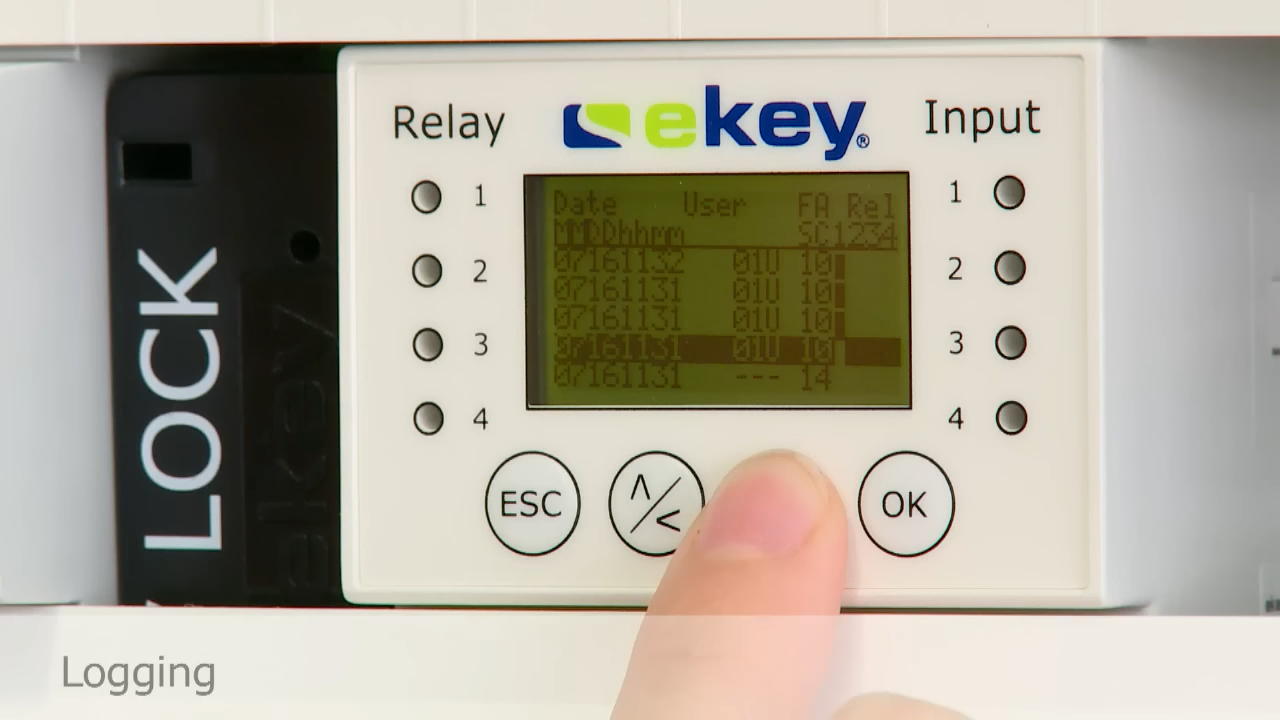 Relay
ekey®
Input
1
2
3
4
1
2
3
4
Date User FA Rel
MMDDhhmm SC1234
07161132 01U 10
07161131 01U 10
07161131 01U 10
07161131 01U 10
07161131 --- 14
ESC
∧/<
OK
LOCK
ekey
Logging